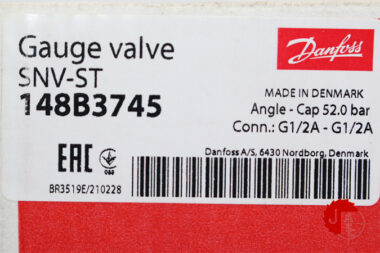 Gauge valve
SNV-ST
148B3745
Danfoss
MADE IN DENMARK
Angle - Cap 52.0 bar
Conn.: G1/2A - G1/2A
EAC
Danfoss A/S, 6430 Nordborg, Denmark
BR3519E/210228